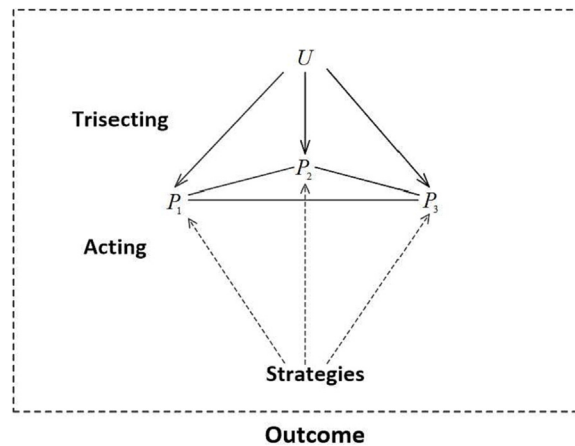 U
Trisecting
P₂
P₁
P₃
Acting
Strategies
Outcome